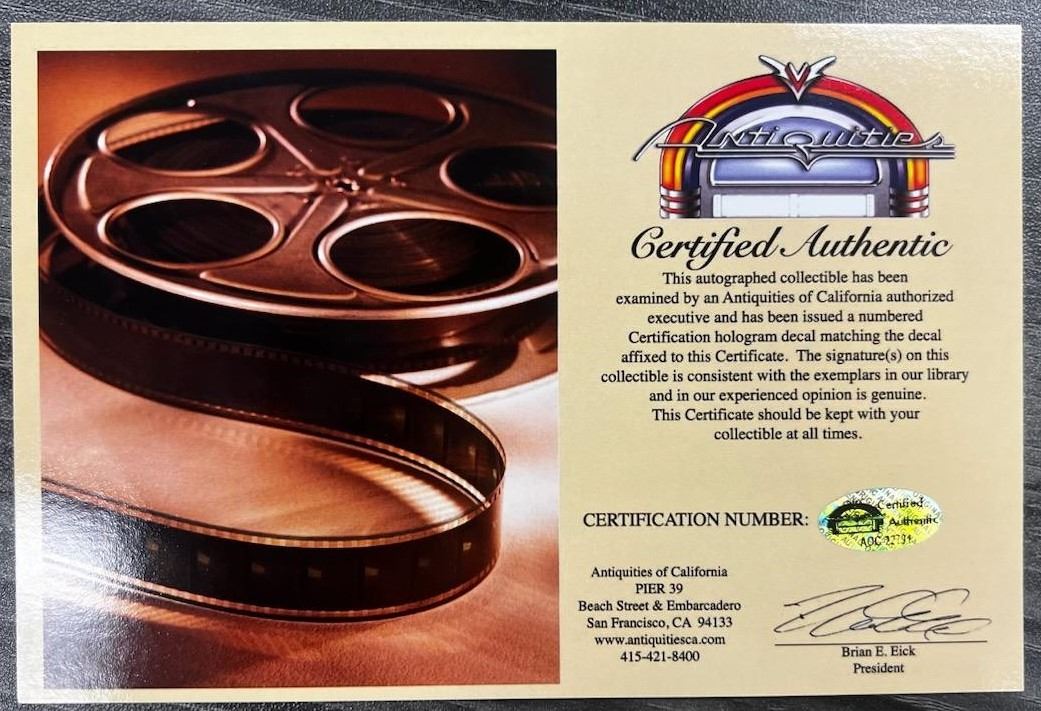 Antiquities
Certified Authentic
This autographed collectible has been
examined by an Antiquities of California authorized
executive and has been issued a numbered
Certification hologram decal matching the decal
affixed to this Certificate. The signature(s) on this
collectible is consistent with the exemplars in our library
and in our experienced opinion is genuine.
This Certificate should be kept with your
collectible at all times.
CERTIFICATION NUMBER:
Certified
Authentic
Antiquities of California
PIER 39
Beach Street & Embarcadero
San Francisco, CA 94133
www.antiquitiesca.com
415-421-8400
Brian E. Eick
President